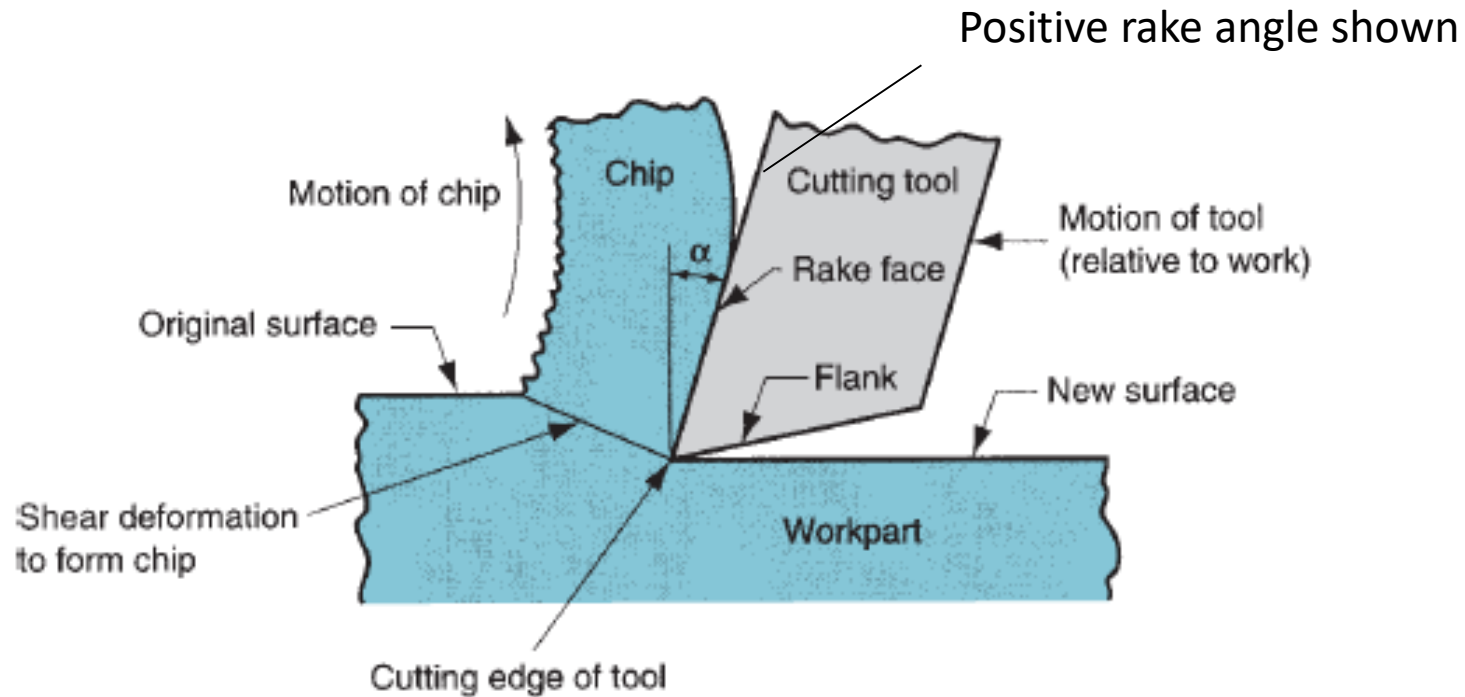 Positive rake angle shown
Chip
Cutting tool
Motion of chip
Motion of tool
(relative to work)
α
Rake face
Original surface
Flank
New surface
Shear deformation
to form chip
Workpart
Cutting edge of tool